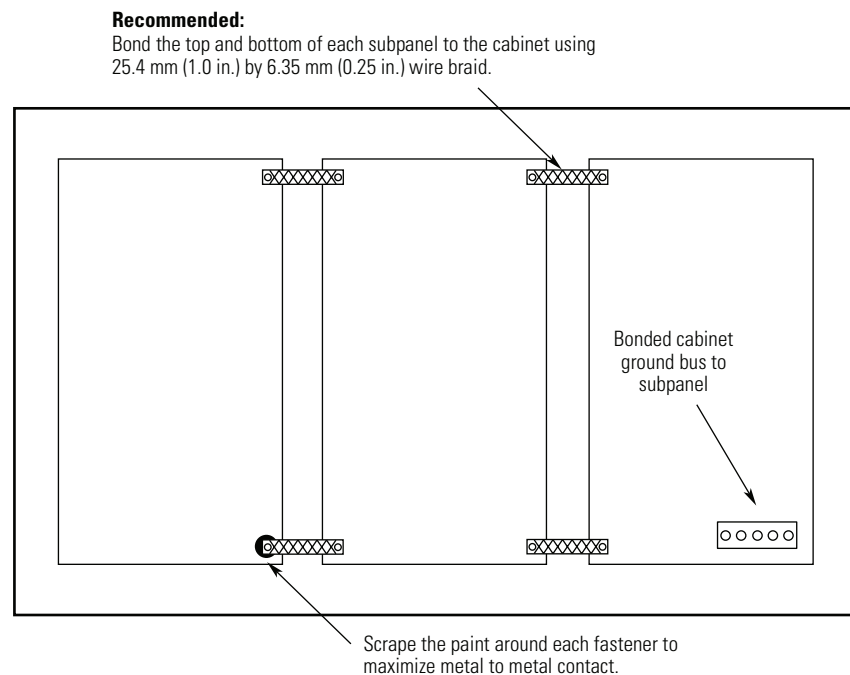 Recommended:
Bond the top and bottom of each subpanel to the cabinet using
25.4 mm (1.0 in.) by 6.35 mm (0.25 in.) wire braid.
Bonded cabinet
ground bus to
subpanel
Scrape the paint around each fastener to
maximize metal to metal contact.